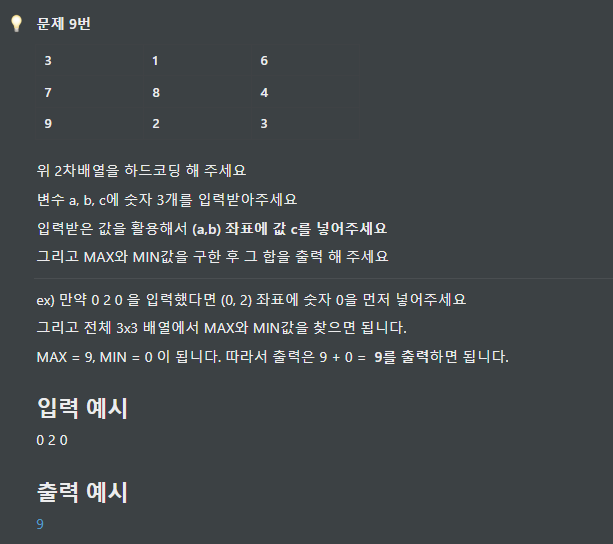 문제 9번
3 1 6
7 8 4
9 2 3
위 2차배열을 하드코딩 해 주세요
변수 a, b, c에 숫자 3개를 입력받아주세요
입력받은 값을 활용해서 (a,b) 좌표에 값 c를 넣어주세요
그리고 MAX와 MIN값을 구한 후 그 합을 출력 해 주세요
ex) 만약 0 2 0 을 입력했다면 (0, 2) 좌표에 숫자 0을 먼저 넣어주세요
그리고 전체 3x3 배열에서 MAX와 MIN값을 찾으면 됩니다.
MAX = 9, MIN = 0 이 됩니다. 따라서 출력은 9 + 0 = 9를 출력하면 됩니다.
입력 예시
0 2 0
출력 예시
9